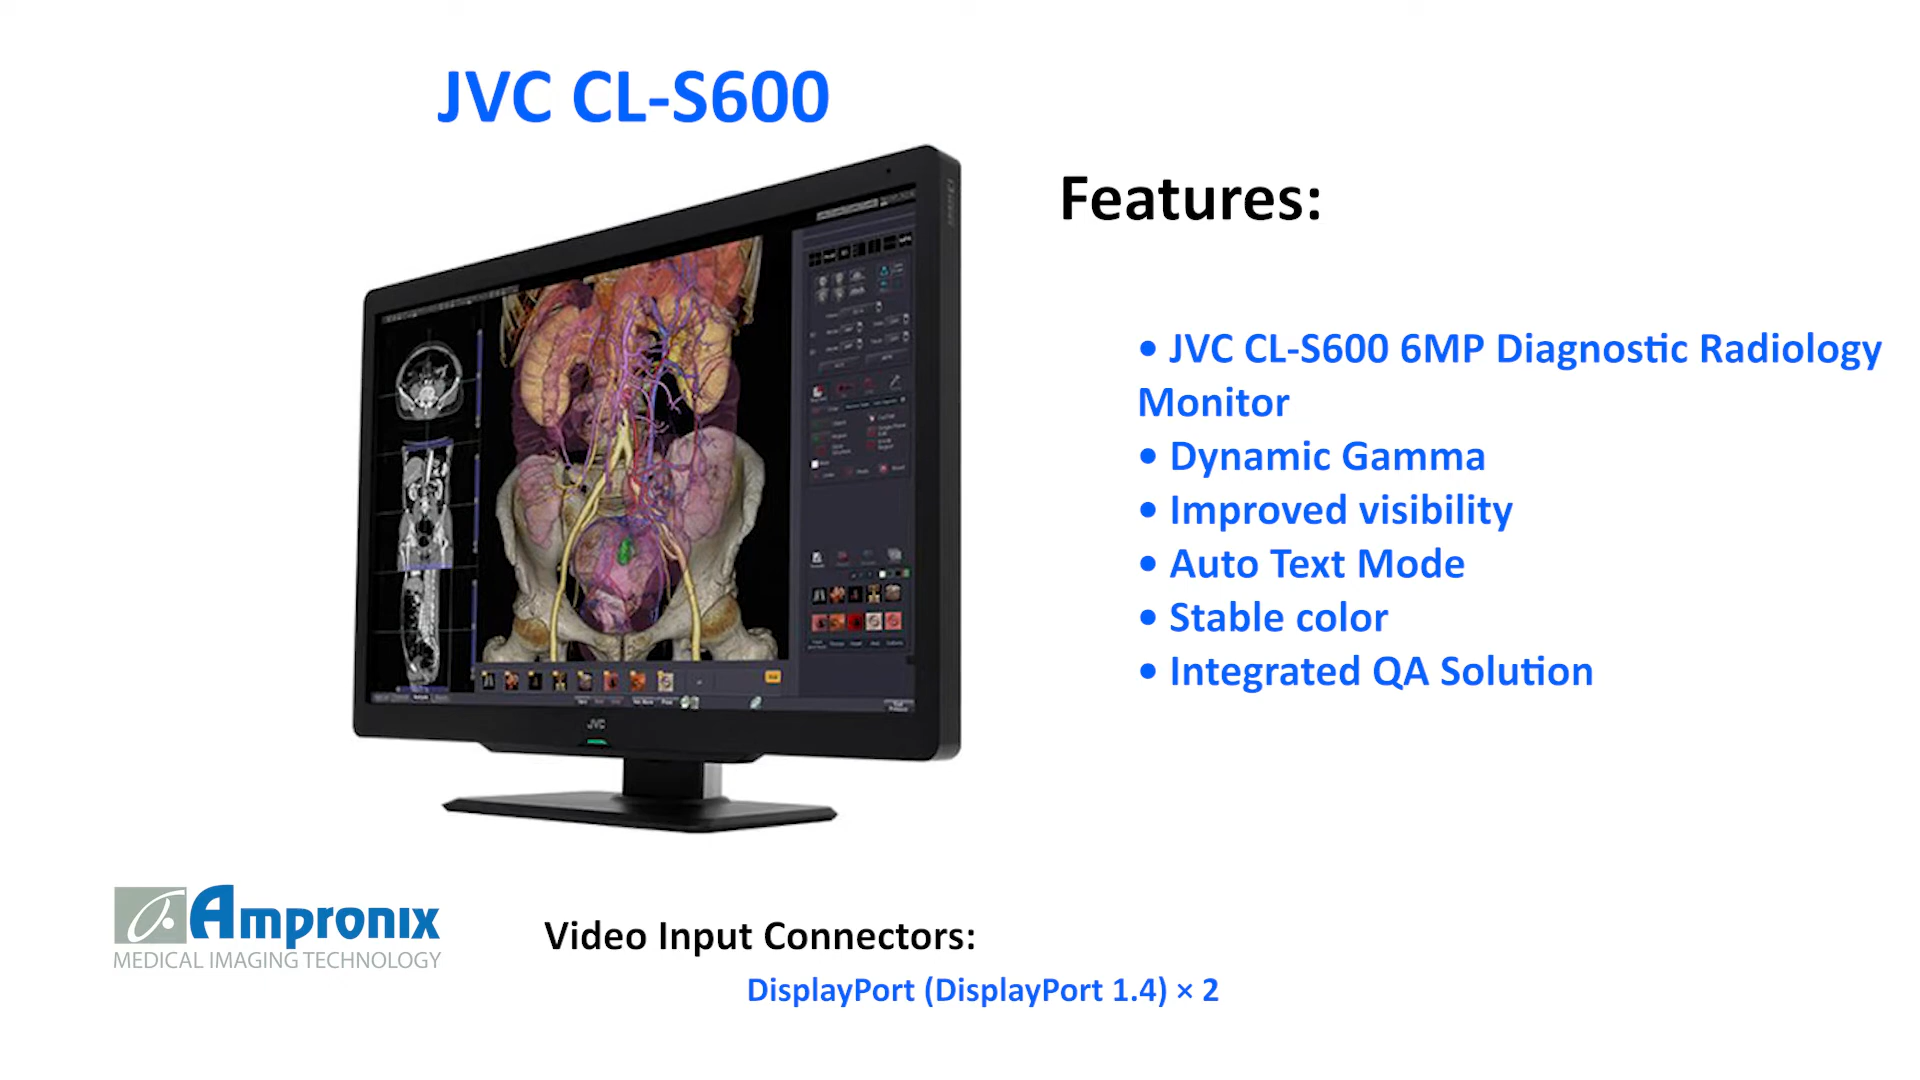 JVC CL-S600
Features:
• JVC CL-S600 6MP Diagnostic Radiology
Monitor
• Dynamic Gamma
• Improved visibility
• Auto Text Mode
• Stable color
• Integrated QA Solution
JVC
Ampronix
MEDICAL IMAGING TECHNOLOGY
Video Input Connectors:
DisplayPort (DisplayPort 1.4) × 2